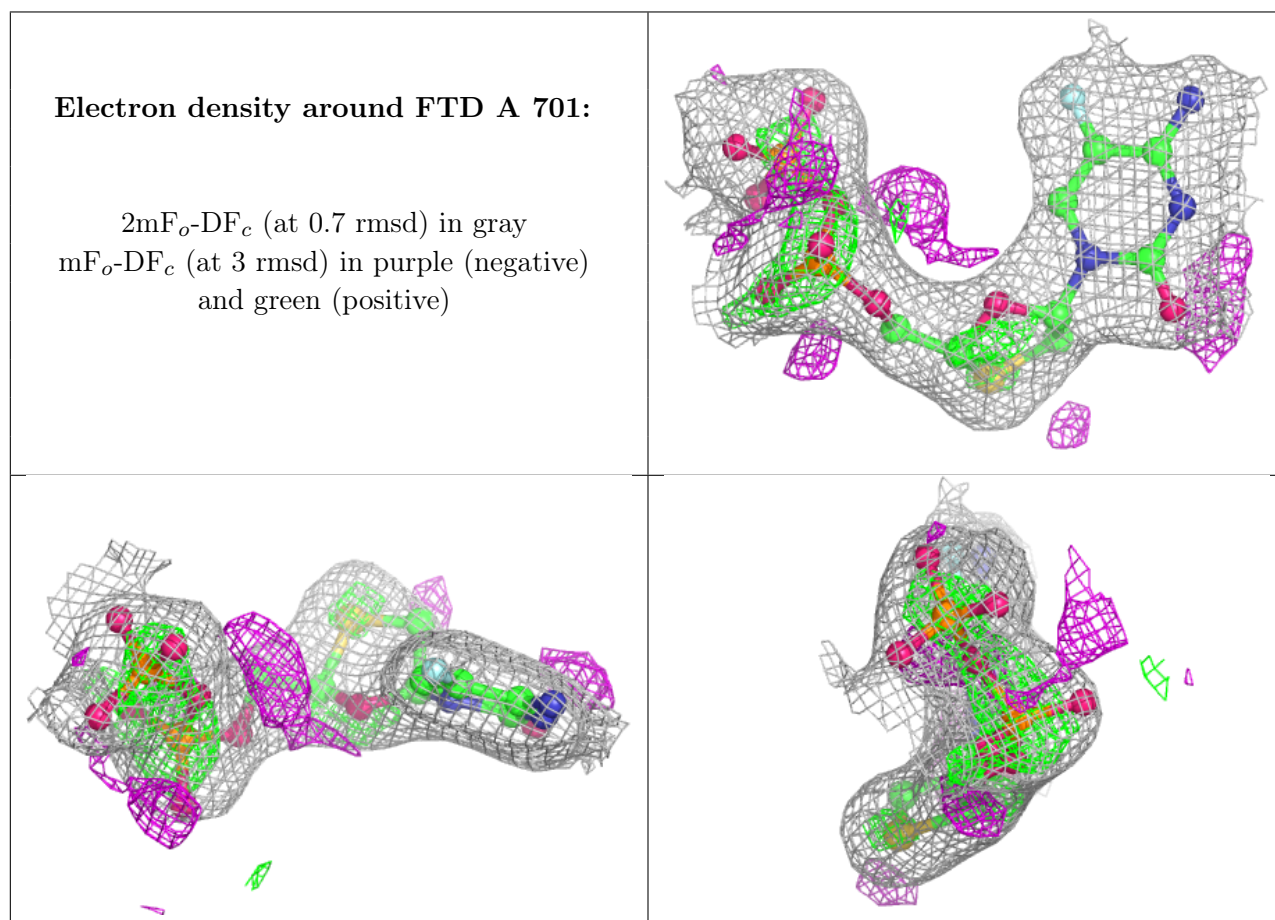 Electron density around FTD A 701:
2mFₒ-DF𝒸 (at 0.7 rmsd) in gray
mFₒ-DF𝒸 (at 3 rmsd) in purple (negative)
and green (positive)